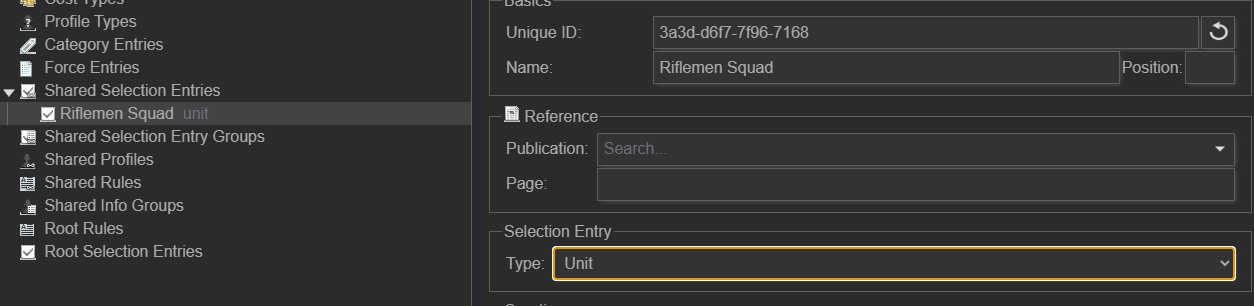 Cost Types
Profile Types
Category Entries
Force Entries
Shared Selection Entries
Riflemen Squad unit
Shared Selection Entry Groups
Shared Profiles
Shared Rules
Shared Info Groups
Root Rules
Root Selection Entries
Basics
Unique ID: 3a3d-d6f7-7f96-7168
Name: Riflemen Squad Position:
Reference
Publication: Search...
Page:
Selection Entry
Type: Unit